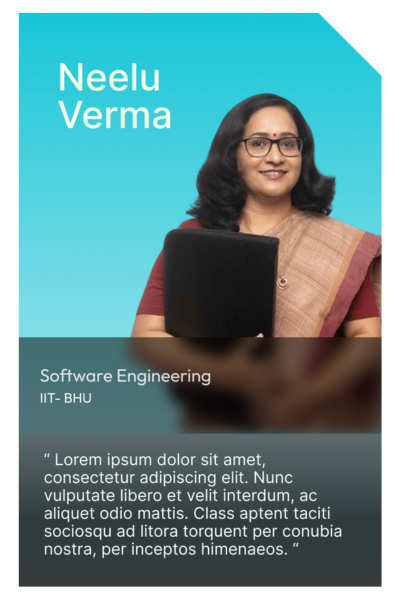 Neelu
Verma
Software Engineering
IIT- BHU
“ Lorem ipsum dolor sit amet,
consectetur adipiscing elit. Nunc
vulputate libero et velit interdum, ac
aliquet odio mattis. Class aptent taciti
sociosqu ad litora torquent per conubia
nostra, per inceptos himenaeos. “